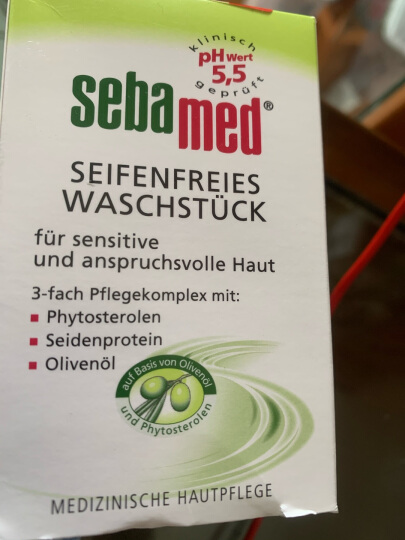 klinisch
pH Wert
5,5
geprüft
sebamed®
SEIFENFREIES
WASCHSTÜCK
für sensitive
und anspruchsvolle Haut
3-fach Pflegekomplex mit:
Phytosterolen
Seidenprotein
Olivenöl
auf Basis von Olivenöl
und Phytosterolen
MEDIZINISCHE HAUTPFLEGE